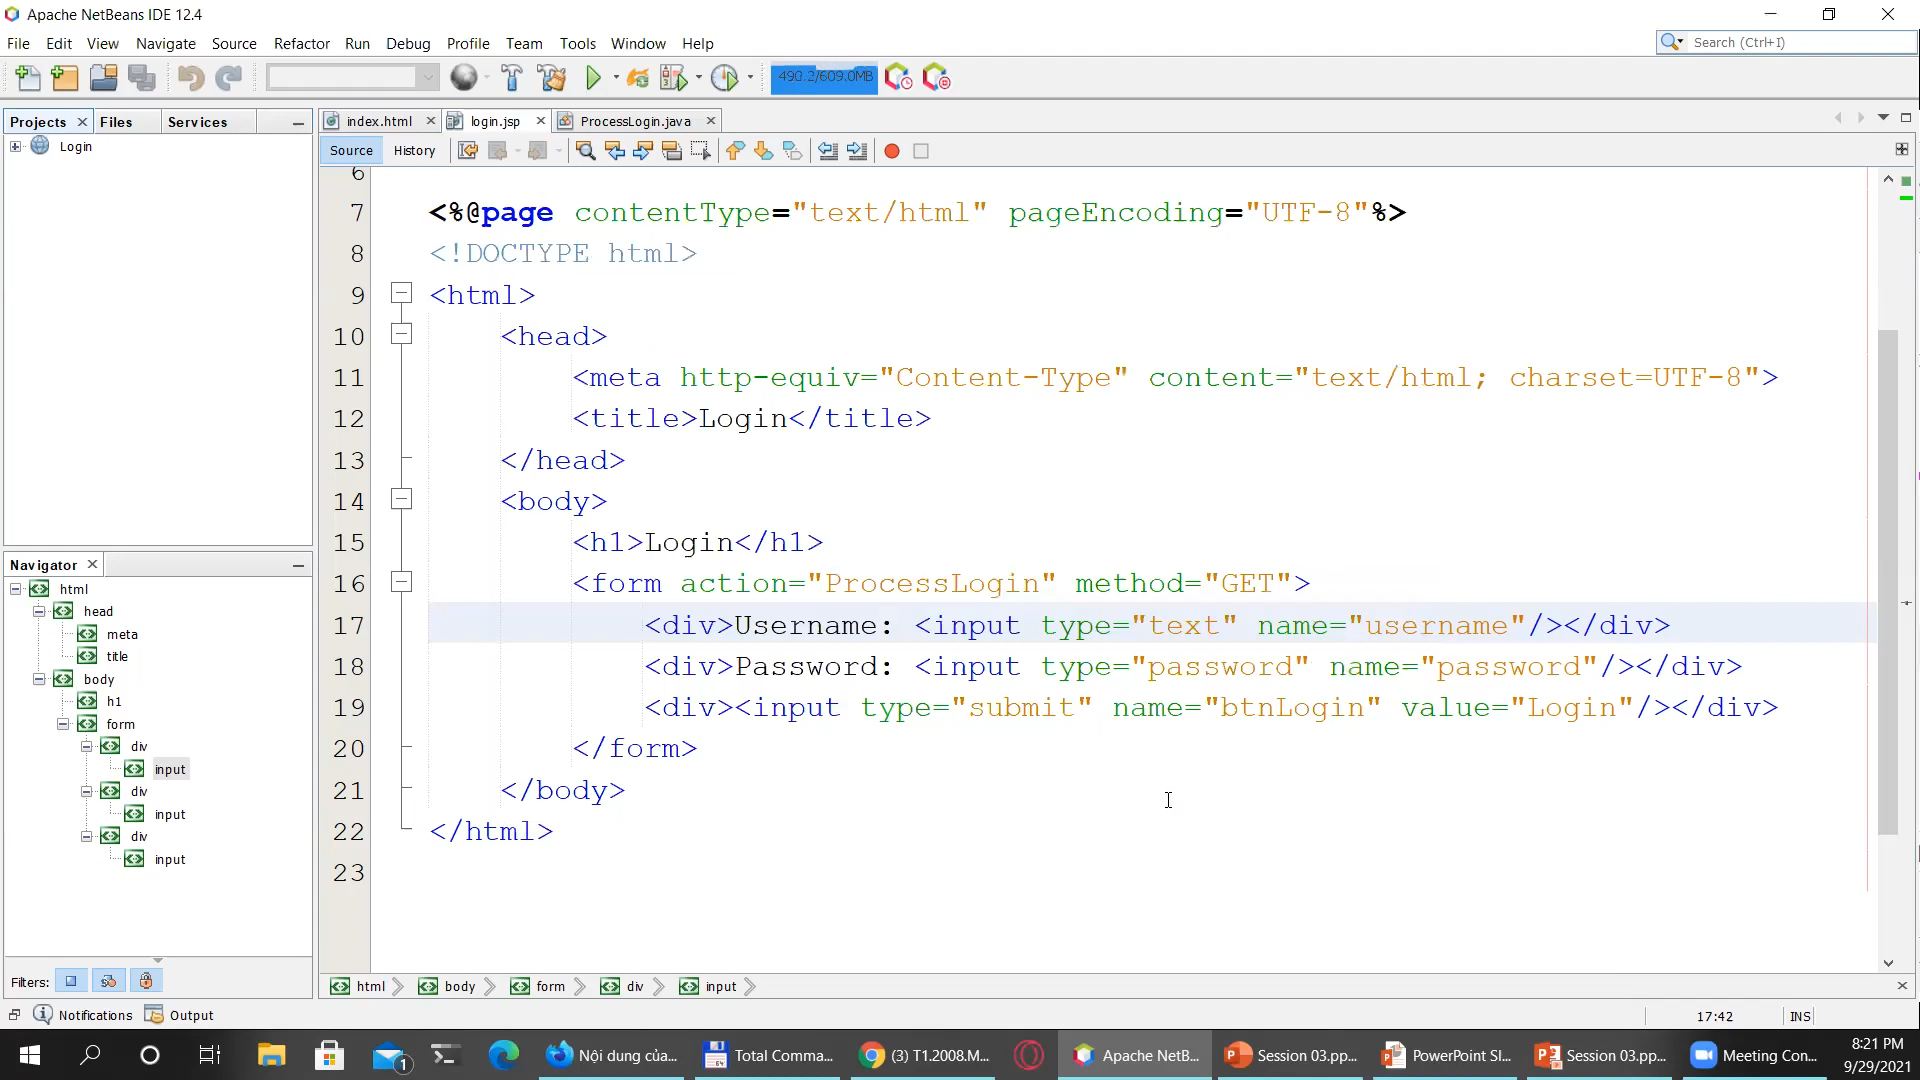 Apache NetBeans IDE 12.4
File Edit View Navigate Source Refactor Run Debug Profile Team Tools Window Help
Search (Ctrl+I)
490.2/609.0MB
Projects Files Services
Login
index.html login.jsp ProcessLogin.java
Source History
6
7 <%@page contentType="text/html" pageEncoding="UTF-8"%>
8 <!DOCTYPE html>
9 <html>
10 <head>
11 <meta http-equiv="Content-Type" content="text/html; charset=UTF-8">
12 <title>Login</title>
13 </head>
14 <body>
15 <h1>Login</h1>
16 <form action="ProcessLogin" method="GET">
17 <div>Username: <input type="text" name="username"/></div>
18 <div>Password: <input type="password" name="password"/></div>
19 <div><input type="submit" name="btnLogin" value="Login"/></div>
20 </form>
21 </body>
22 </html>
23
Navigator
html
head
meta
title
body
h1
form
div
input
div
input
div
input
Filters:
html body form div input
Notifications Output
17:42 INS
1
Nội dung của...
Total Comma...
(3) T1.2008.M...
Apache NetB...
Session 03.pp...
PowerPoint Sl...
Session 03.pp...
Meeting Con...
8:21 PM
9/29/2021